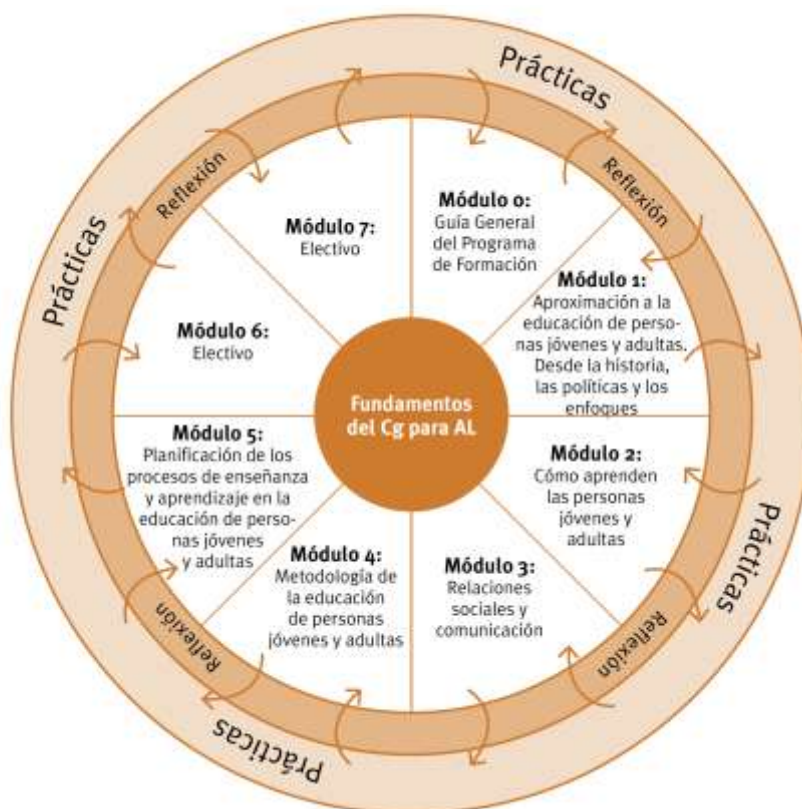 Prácticas
Prácticas
Reflexión
Reflexión
Módulo 7:
Electivo
Módulo 0:
Guía General
del Programa
de Formación
Módulo 6:
Electivo
Módulo 1:
Aproximación a la
educación de perso-
nas jóvenes y adultas.
Desde la historia,
las políticas y los
enfoques
Fundamentos
del Cg para AL
Módulo 5:
Planificación de los
procesos de enseñanza
y aprendizaje en la
educación de perso-
nas jóvenes
y adultas
Módulo 2:
Cómo aprenden
las personas
jóvenes y
adultas
Módulo 4:
Metodología de
la educación
de personas
jóvenes y adultas
Módulo 3:
Relaciones
sociales y
comunicación
Reflexión
Reflexión
Prácticas
Prácticas